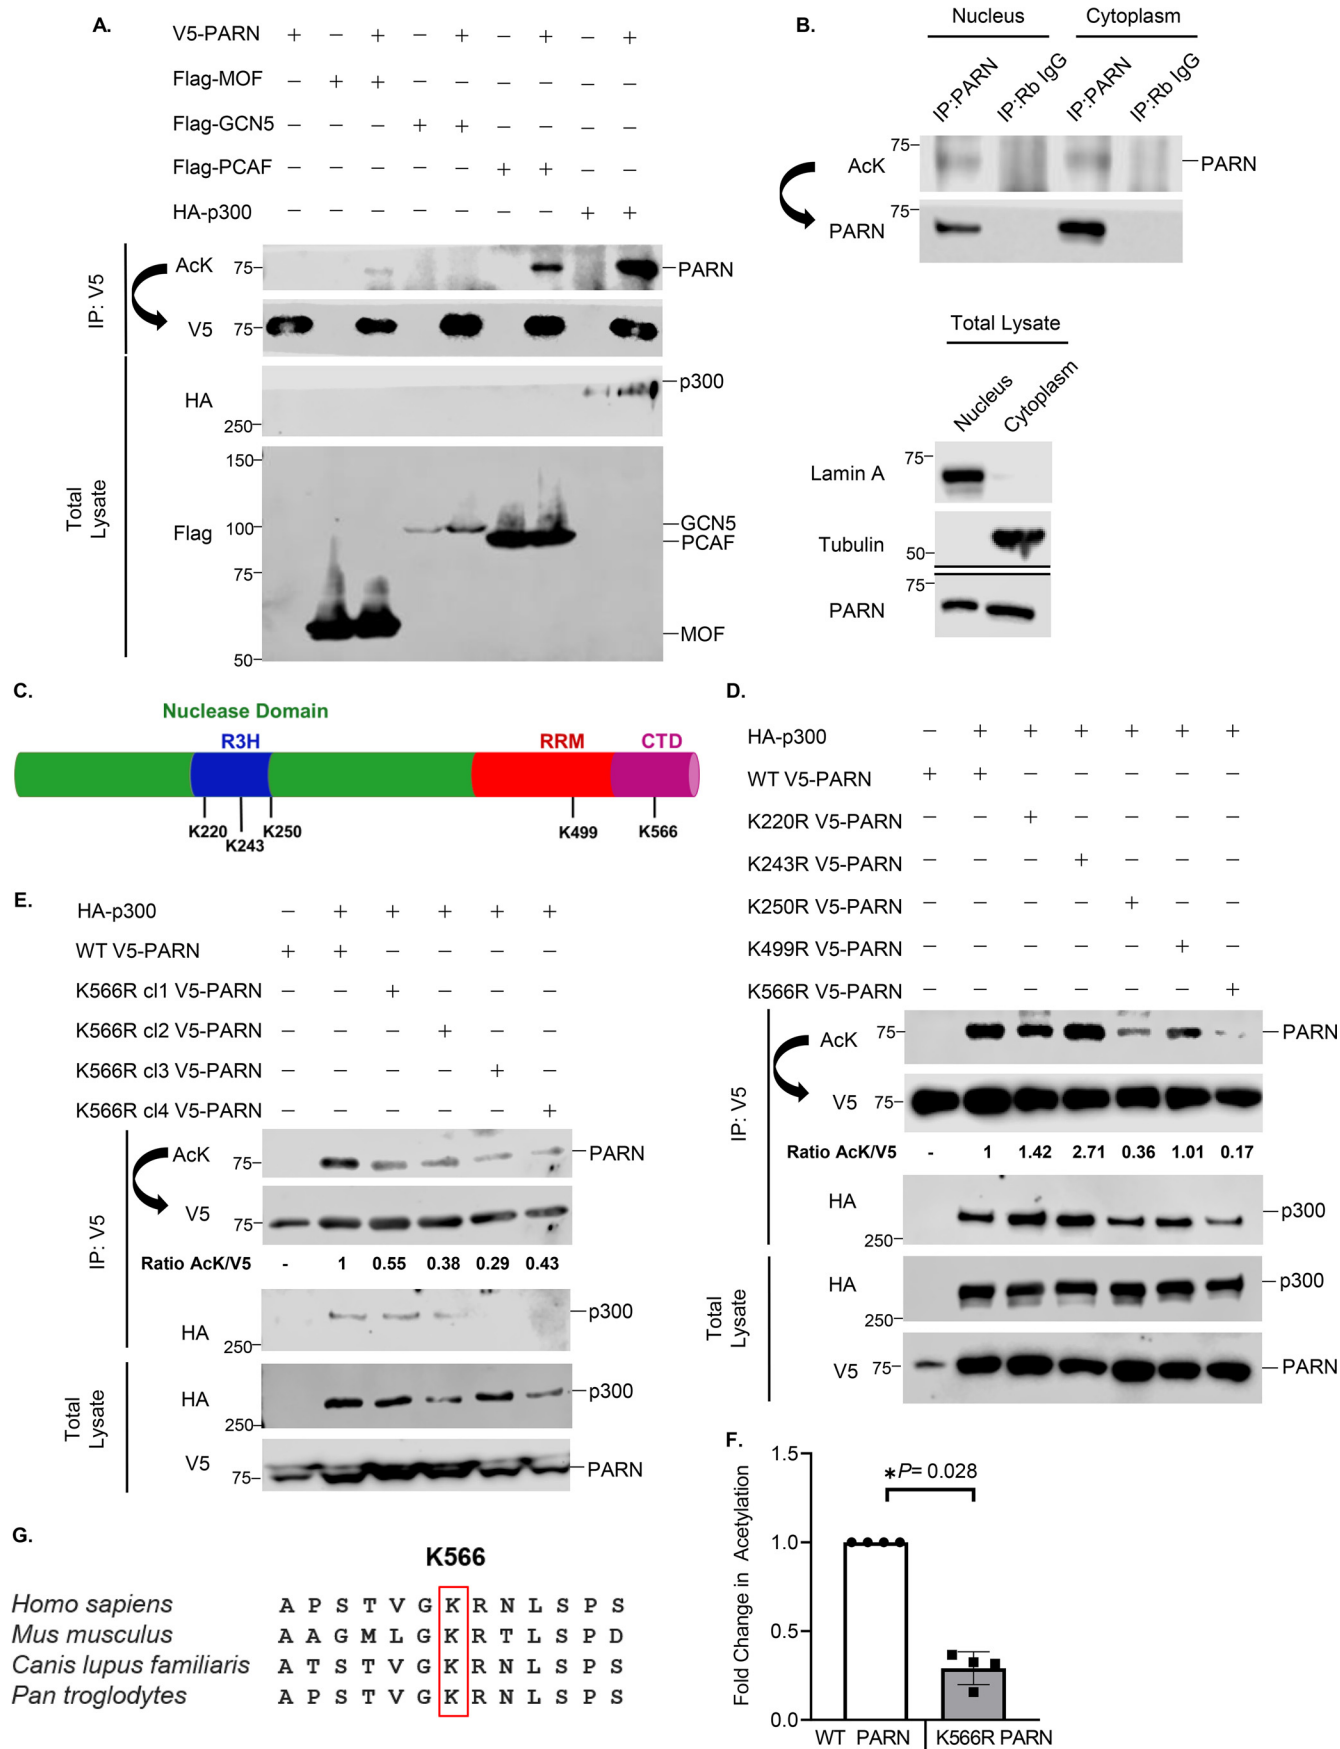 A.
V5-PARN + – + – + – + – +
Flag-MOF – + + – – – – – –
Flag-GCN5 – – – + + – – – –
Flag-PCAF – – – – – + + – –
HA-p300 – – – – – – – + +
IP: V5
AcK 75 PARN
V5 75
Total Lysate
HA p300
250
150
Flag 100 GCN5
PCAF
75
MOF
50
B.
Nucleus Cytoplasm
IP:PARN IP:Rb IgG IP:PARN IP:Rb IgG
75
AcK PARN
75
PARN
Total Lysate
Nucleus Cytoplasm
75
Lamin A
Tubulin
50
75
PARN
C.
Nuclease Domain
R3H RRM CTD
K220 K243 K250 K499 K566
D.
HA-p300 – + + + + + +
WT V5-PARN + + – – – – –
K220R V5-PARN – – + – – – –
K243R V5-PARN – – – + – – –
K250R V5-PARN – – – – + – –
K499R V5-PARN – – – – – + –
K566R V5-PARN – – – – – – +
IP: V5
AcK 75 PARN
V5 75
Ratio AcK/V5 - 1 1.42 2.71 0.36 1.01 0.17
HA p300
250
Total Lysate
HA p300
250
V5 75 PARN
E.
HA-p300 – + + + + +
WT V5-PARN + + – – – –
K566R cl1 V5-PARN – – + – – –
K566R cl2 V5-PARN – – – + – –
K566R cl3 V5-PARN – – – – + –
K566R cl4 V5-PARN – – – – – +
IP: V5
AcK 75 PARN
V5 75
Ratio AcK/V5 - 1 0.55 0.38 0.29 0.43
p300
HA
250
Total Lysate
HA p300
250
V5 75 PARN
F.
Fold Change in Acetylation
1.5
1.0
0.5
0.0
*P= 0.028
WT PARN K566R PARN
G.
K566
Homo sapiens A P S T V G K R N L S P S
Mus musculus A A G M L G K R T L S P D
Canis lupus familiaris A T S T V G K R N L S P S
Pan troglodytes A P S T V G K R N L S P S